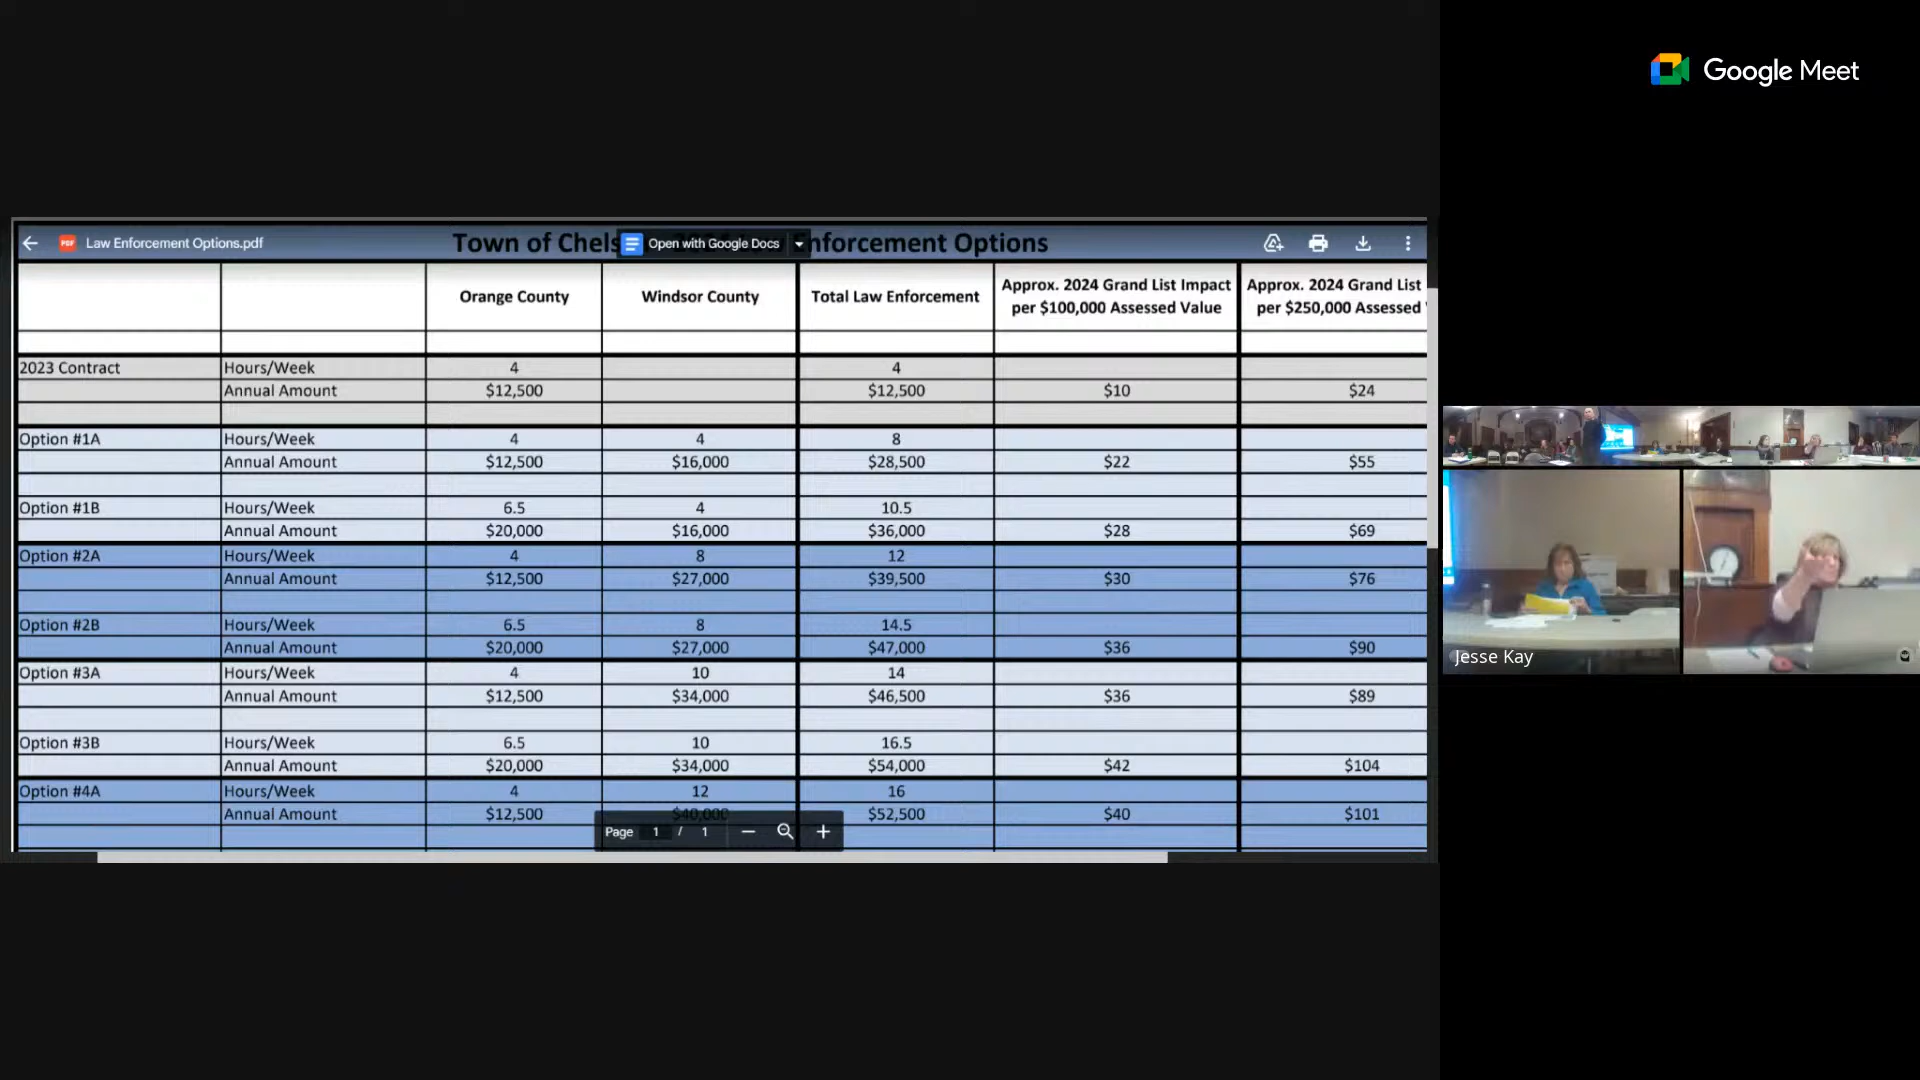 Google Meet
Law Enforcement Options.pdf
Town of Chels
Open with Google Docs
nforcement Options
Orange County Windsor County Total Law Enforcement Approx. 2024 Grand List Impact Approx. 2024 Grand List
per $100,000 Assessed Value per $250,000 Assessed
2023 Contract Hours/Week 4 4
Annual Amount $12,500 $12,500 $10 $24
Option #1A Hours/Week 4 4 8
Annual Amount $12,500 $16,000 $28,500 $22 $55
Option #1B Hours/Week 6.5 4 10.5
Annual Amount $20,000 $16,000 $36,000 $28 $69
Option #2A Hours/Week 4 8 12
Annual Amount $12,500 $27,000 $39,500 $30 $76
Option #2B Hours/Week 6.5 8 14.5
Annual Amount $20,000 $27,000 $47,000 $36 $90
Option #3A Hours/Week 4 10 14
Annual Amount $12,500 $34,000 $46,500 $36 $89
Option #3B Hours/Week 6.5 10 16.5
Annual Amount $20,000 $34,000 $54,000 $42 $104
Option #4A Hours/Week 4 12 16
Annual Amount $12,500 $40,000 $52,500 $40 $101
Page 1 / 1
Jesse Kay